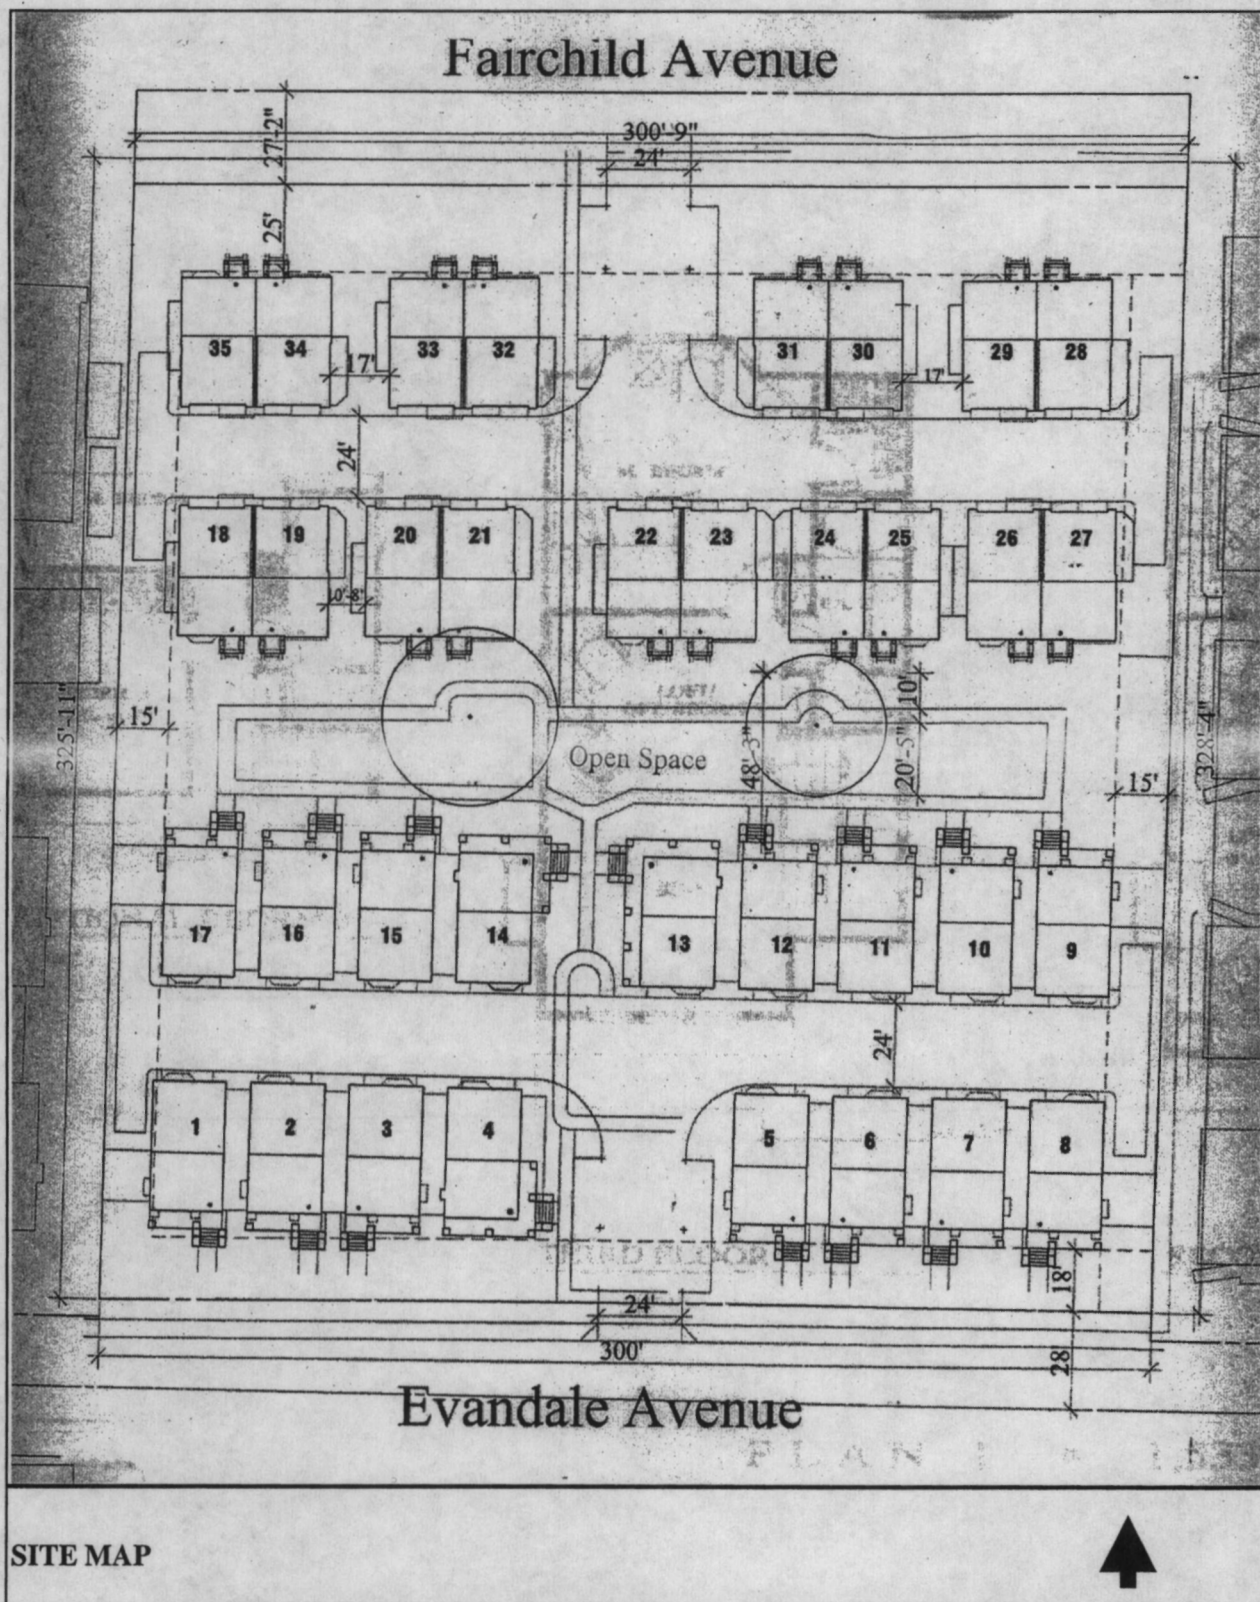 Fairchild Avenue
300'-9"
24'
27'-2"
25'
35 34 33 32 31 30 29 28
17' 17'
24'
18 19 20 21 22 23 24 25 26 27
10'
15' 325'-11" Open Space 48'-3" 20'-5" 15' 328'-4"
17 16 15 14 13 12 11 10 9
24'
1 2 3 4 5 6 7 8
THIRD FLOOR
18'
24'
300'
28'
Evandale Avenue
PLAN
SITE MAP